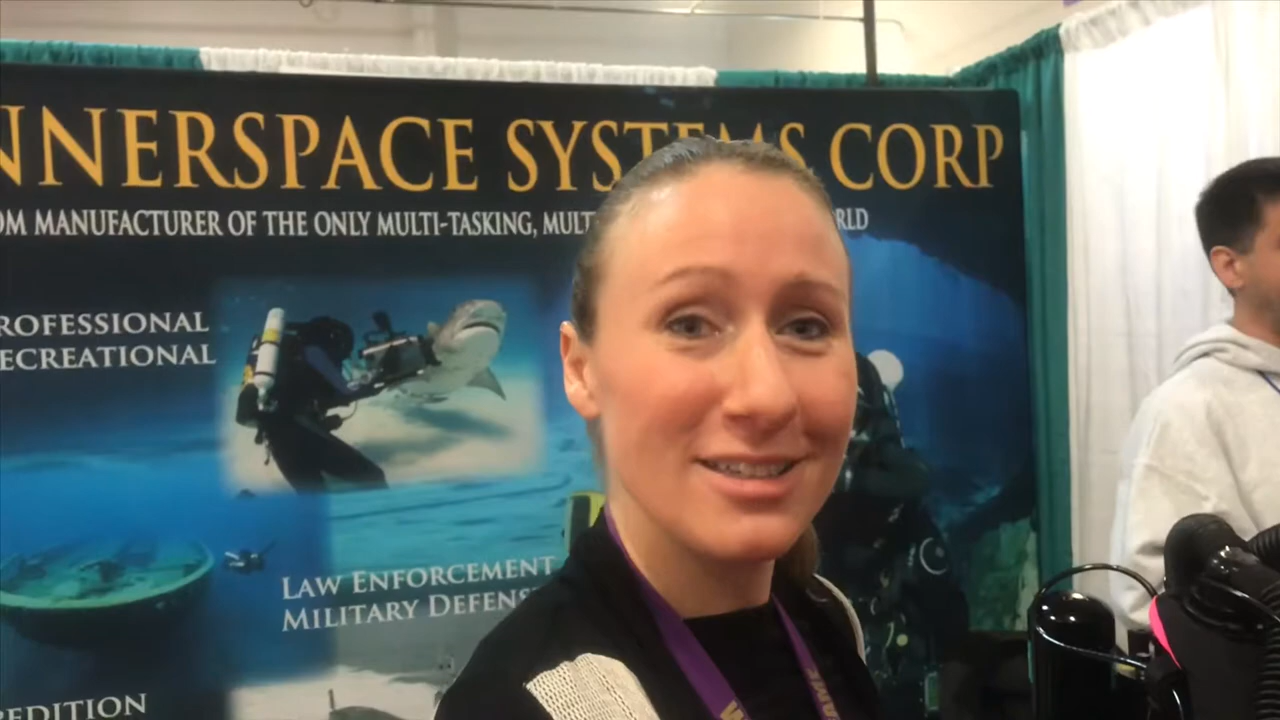 NNERSPACE SYSTEMS CORP
OM MANUFACTURER OF THE ONLY MULTI-TASKING, MULT RLD
ROFESSIONAL
ECREATIONAL
LAW ENFORCEMENT
MILITARY DEFENS
EDITION